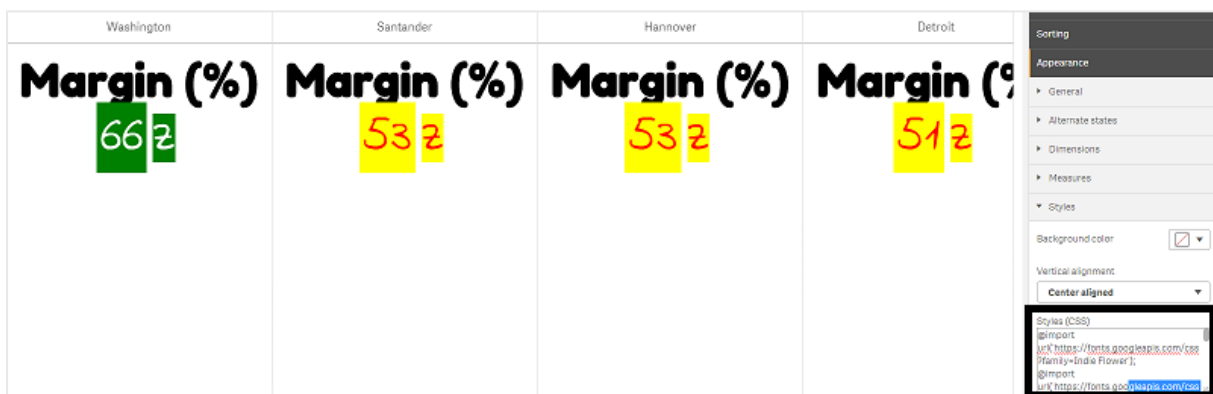 Washington Santander Hannover Detroit
Margin (%) Margin (%) Margin (%) Margin (%
66 z 53 z 53 z 51 z
Sorting
Appearance
General
Alternate states
Dimensions
Measures
Styles
Background color
Vertical alignment
Center aligned
Styles (CSS)
@import
url('https://fonts.googleapis.com/css
?family=Indie Flower');
@import
url('https://fonts.googleapis.com/css